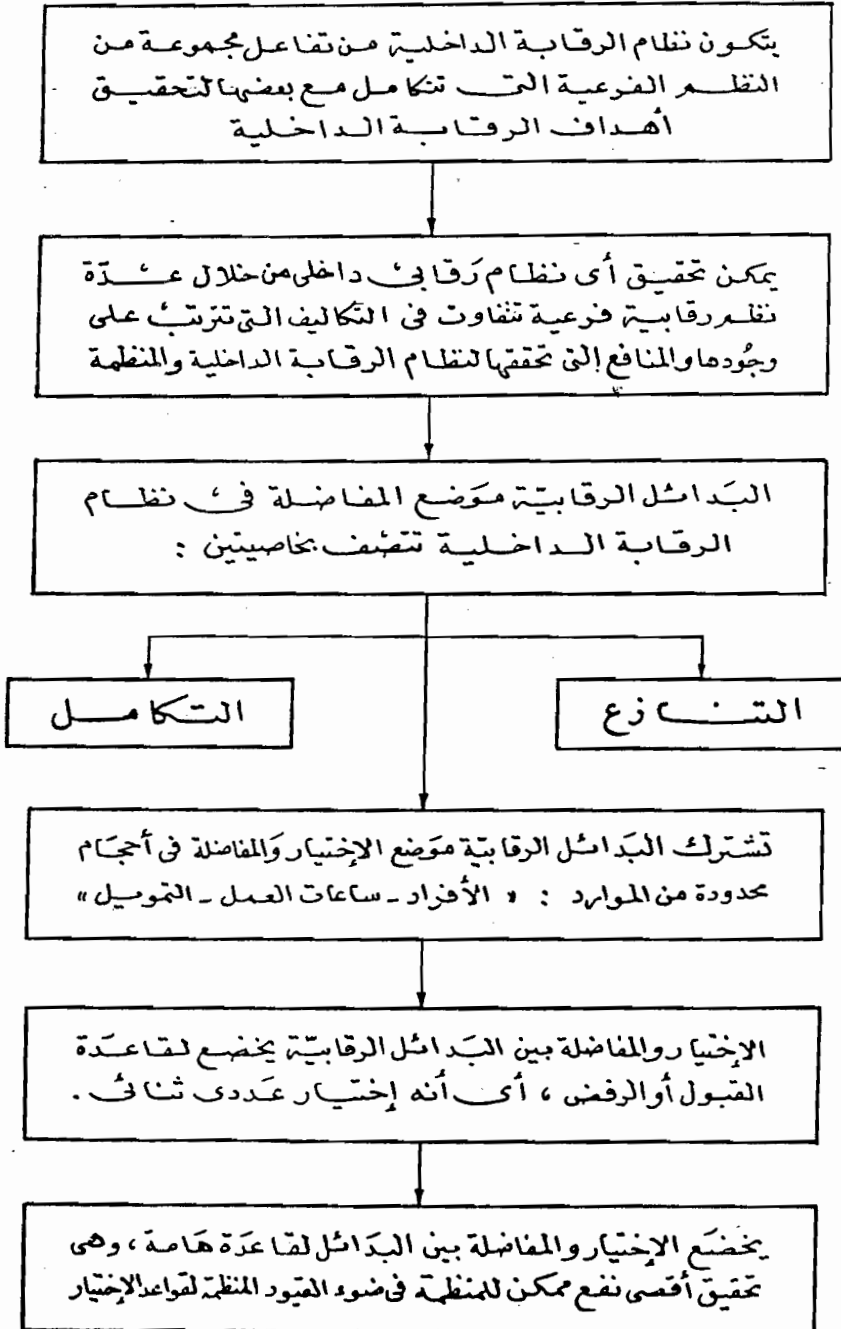 يتكون نظام الرقابة الداخلية من تفاعل مجموعة من
النظم الفرعية التى تتكامل مع بعضها لتحقيق
أهداف الرقابة الداخلية
يمكن تحقيق أى نظام رقابى داخلى من خلال عدة
نظم رقابية فرعية تتفاوت فى التكاليف التى تترتب على
وجودها والمنافع التى تحققها لنظام الرقابة الداخلية والمنظمة
البدائل الرقابية موضع المفاضلة فى نظام
الرقابة الداخلية تتصف بخاصيتين :
التنازع
التكامل
تشترك البدائل الرقابية موضع الإختيار والمفاضلة فى أحجام
محدودة من الموارد : « الأفراد - ساعات العمل - التمويل »
الإختيار والمفاضلة بين البدائل الرقابية يخضع لقاعدة
القبول أو الرفض ، أى أنه إختيار عددى ثنائى .
يخضع الإختيار والمفاضلة بين البدائل لقاعدة هامة ، وهى
تحقيق أقصى نفع ممكن للمنظمة فى ضوء القيود المنظمة لقواعد الإختيار